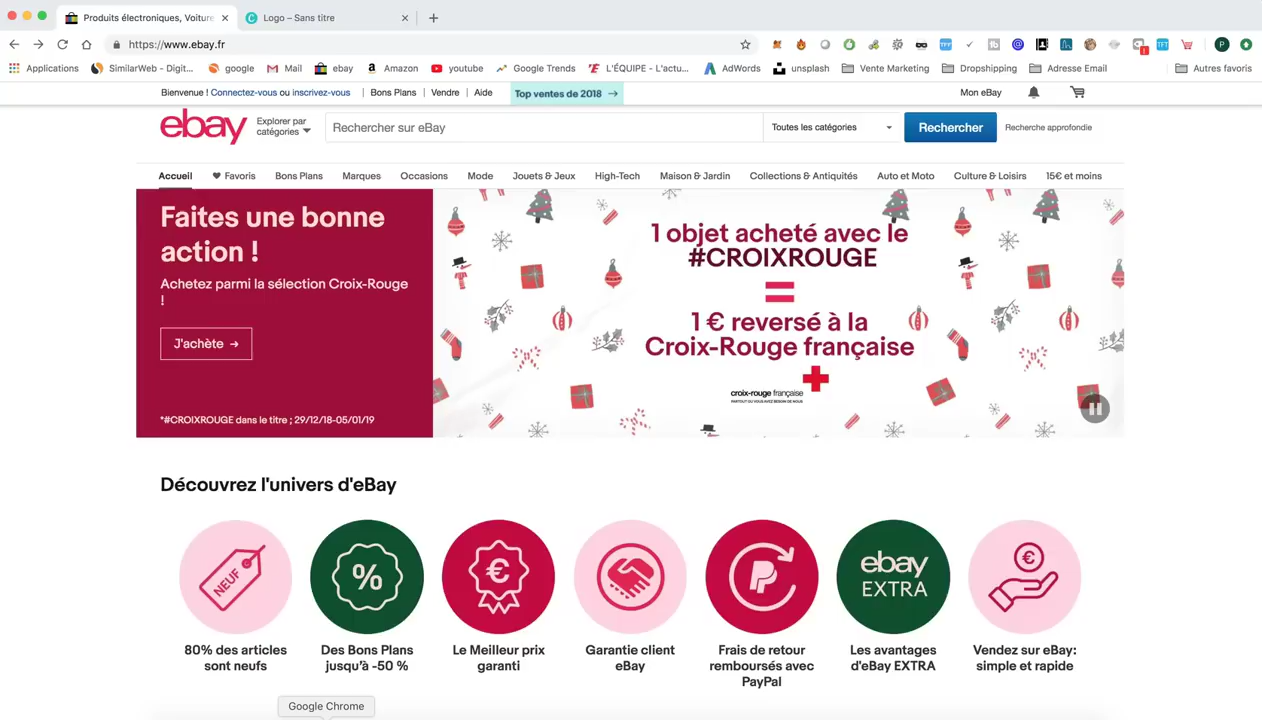 Produits électroniques, Voiture
Logo – Sans titre
https://www.ebay.fr
Applications
SimilarWeb - Digit...
google
Mail
ebay
Amazon
youtube
Google Trends
L'ÉQUIPE - L'actu...
AdWords
unsplash
Vente Marketing
Dropshipping
Adresse Email
Autres favoris
Bienvenue ! Connectez-vous ou inscrivez-vous
Bons Plans
Vendre
Aide
Top ventes de 2018 →
Mon eBay
ebay
Explorer par
catégories
Rechercher sur eBay
Toutes les catégories
Rechercher
Recherche approfondie
Accueil
Favoris
Bons Plans
Marques
Occasions
Mode
Jouets & Jeux
High-Tech
Maison & Jardin
Collections & Antiquités
Auto et Moto
Culture & Loisirs
15€ et moins
Faites une bonne
action !
Achetez parmi la sélection Croix-Rouge
!
J'achète →
*#CROIXROUGE dans le titre ; 29/12/18-05/01/19
1 objet acheté avec le
#CROIXROUGE
=
1 € reversé à la
Croix-Rouge française
croix-rouge française
PARTOUT OÙ VOUS AVEZ BESOIN DE NOUS
Découvrez l'univers d'eBay
NEUF
%
€
ebay
EXTRA
€
80% des articles
sont neufs
Des Bons Plans
jusqu'à -50 %
Le Meilleur prix
garanti
Garantie client
eBay
Frais de retour
remboursés avec
PayPal
Les avantages
d'eBay EXTRA
Vendez sur eBay:
simple et rapide
Google Chrome